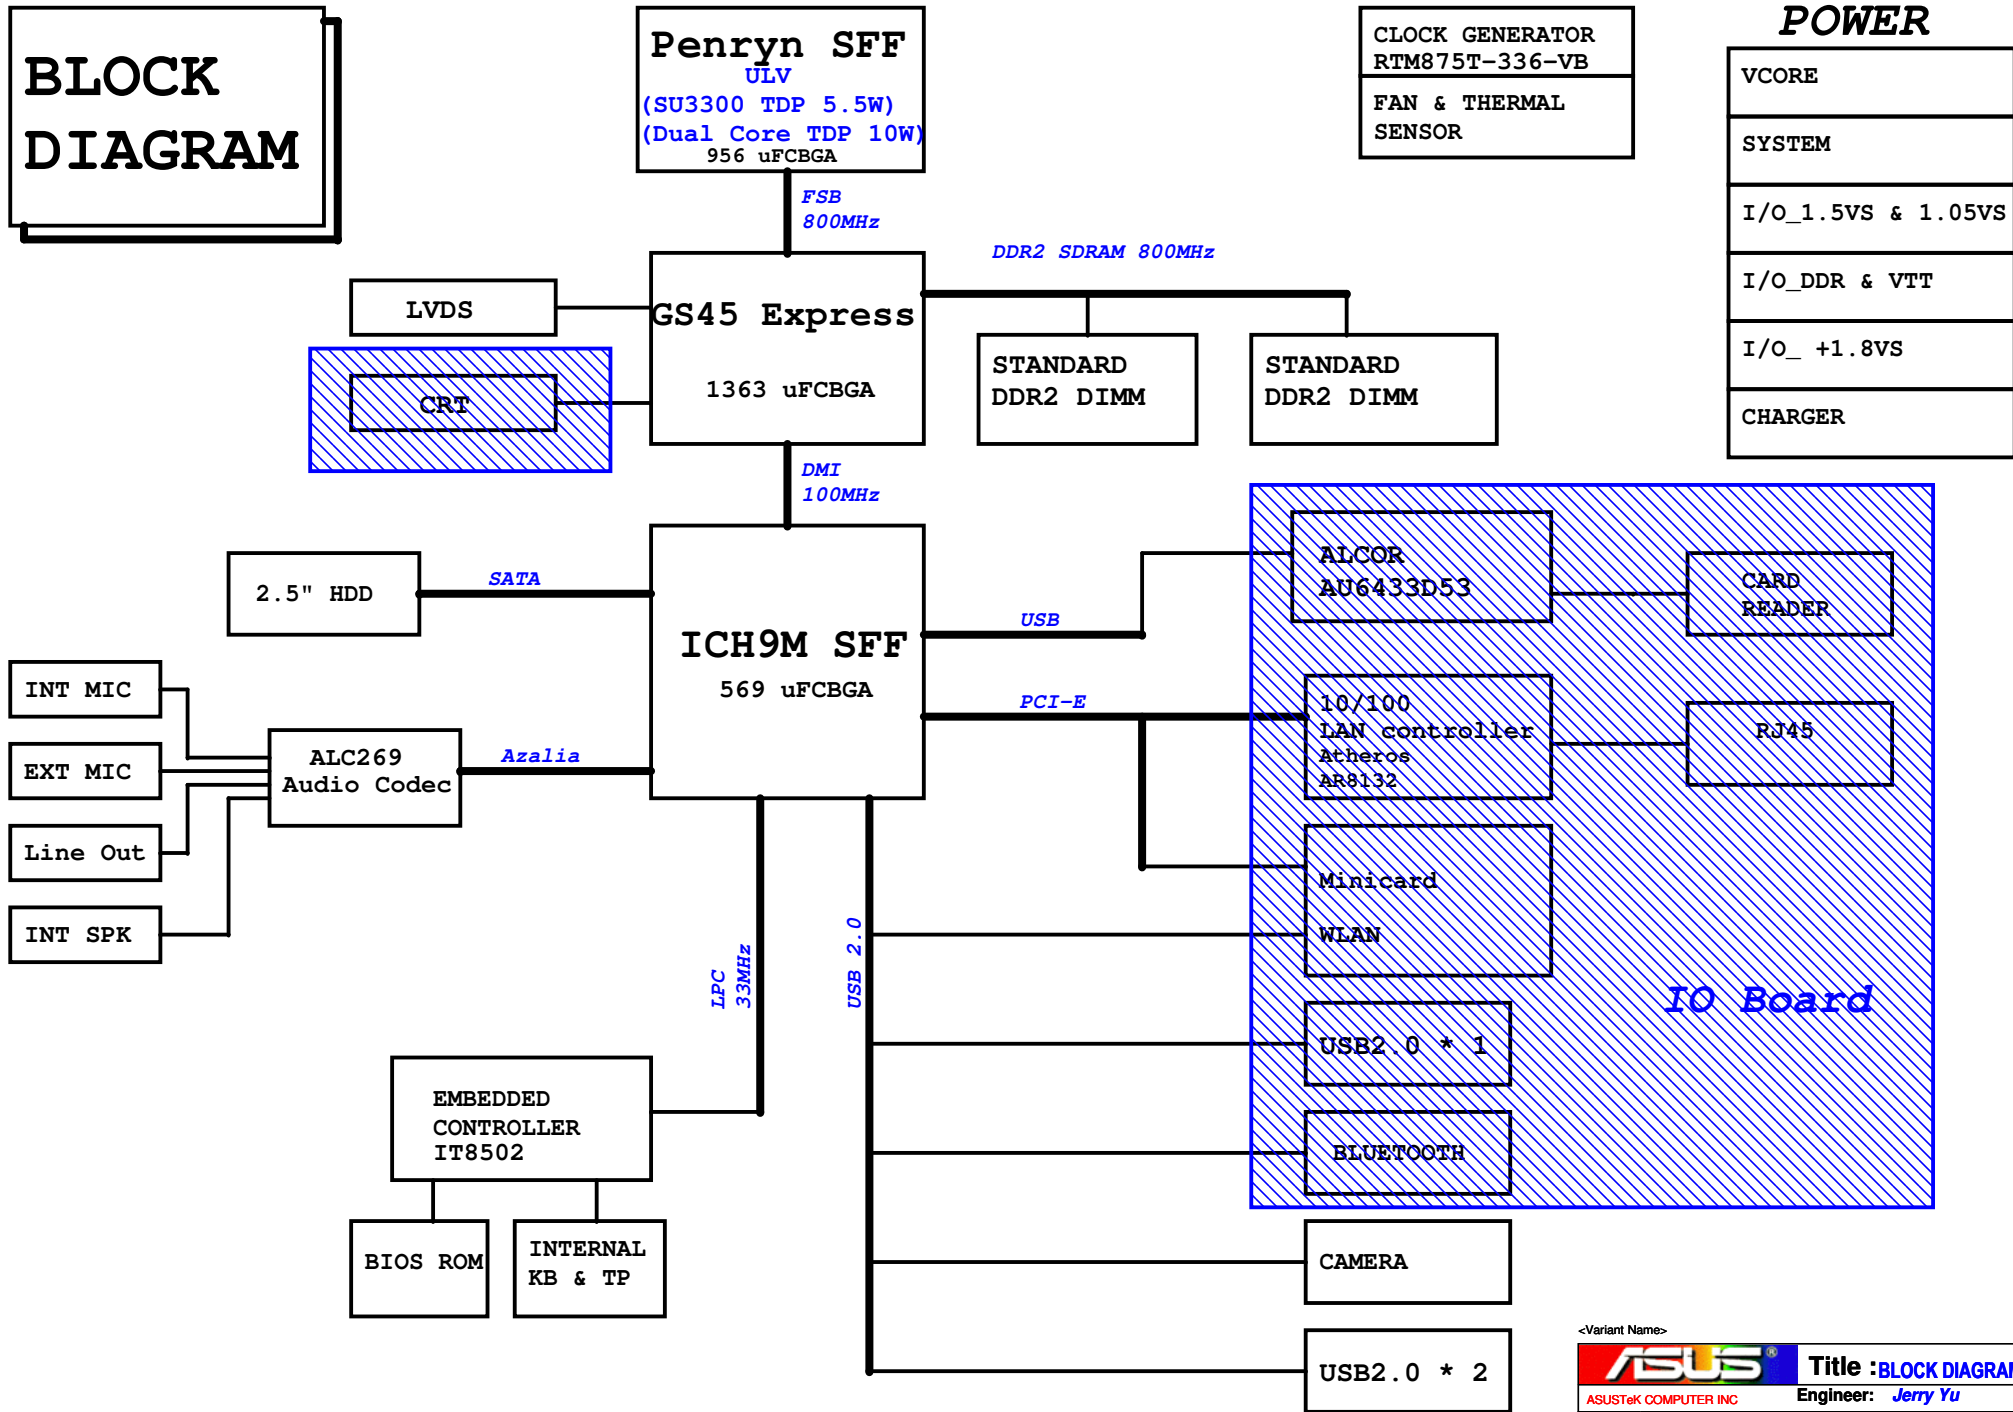 BLOCK
DIAGRAM
Penryn SFF
ULV
(SU3300 TDP 5.5W)
(Dual Core TDP 10W)
956 uFCBGA
CLOCK GENERATOR
RTM875T-336-VB
FAN & THERMAL
SENSOR
POWER
VCORE
SYSTEM
I/O_1.5VS & 1.05VS
I/O_DDR & VTT
I/O_ +1.8VS
CHARGER
FSB
800MHz
DDR2 SDRAM 800MHz
LVDS
GS45 Express
1363 uFCBGA
CRT
STANDARD
DDR2 DIMM
STANDARD
DDR2 DIMM
DMI
100MHz
2.5" HDD
SATA
ICH9M SFF
569 uFCBGA
USB
PCI-E
ALCOR
AU6433D53
CARD
READER
10/100
LAN controller
Atheros
AR8132
RJ45
INT MIC
EXT MIC
Line Out
INT SPK
ALC269
Audio Codec
Azalia
Minicard
WLAN
LPC
33MHz
USB 2.0
IO Board
USB2.0 * 1
BLUETOOTH
EMBEDDED
CONTROLLER
IT8502
BIOS ROM
INTERNAL
KB & TP
CAMERA
USB2.0 * 2
<Variant Name>
ASUS ®
ASUSTeK COMPUTER INC
Title : BLOCK DIAGRAM
Engineer: Jerry Yu